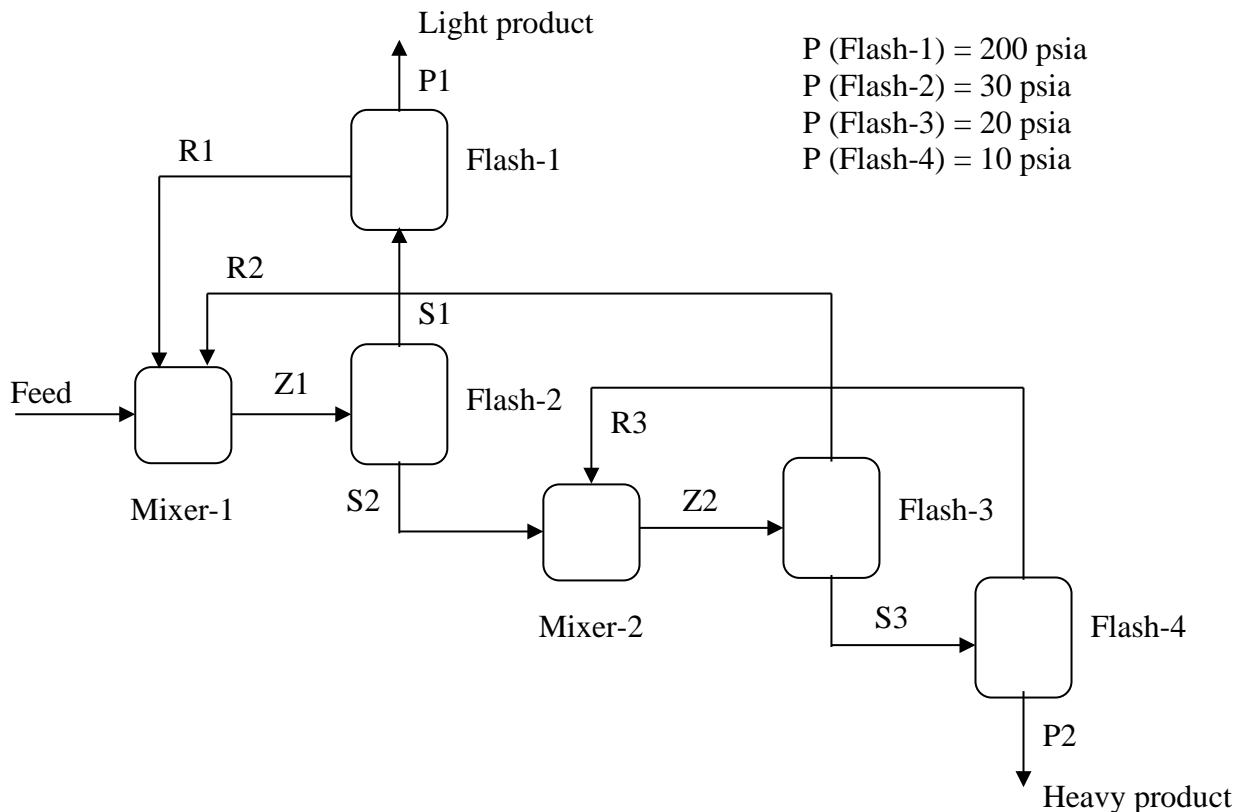 Light product
P (Flash-1) = 200 psia
P (Flash-2) = 30 psia
P (Flash-3) = 20 psia
P (Flash-4) = 10 psia
P1
R1
Flash-1
R2
S1
Feed
Z1
Flash-2
R3
Mixer-1
S2
Z2
Flash-3
Mixer-2
S3
Flash-4
P2
Heavy product